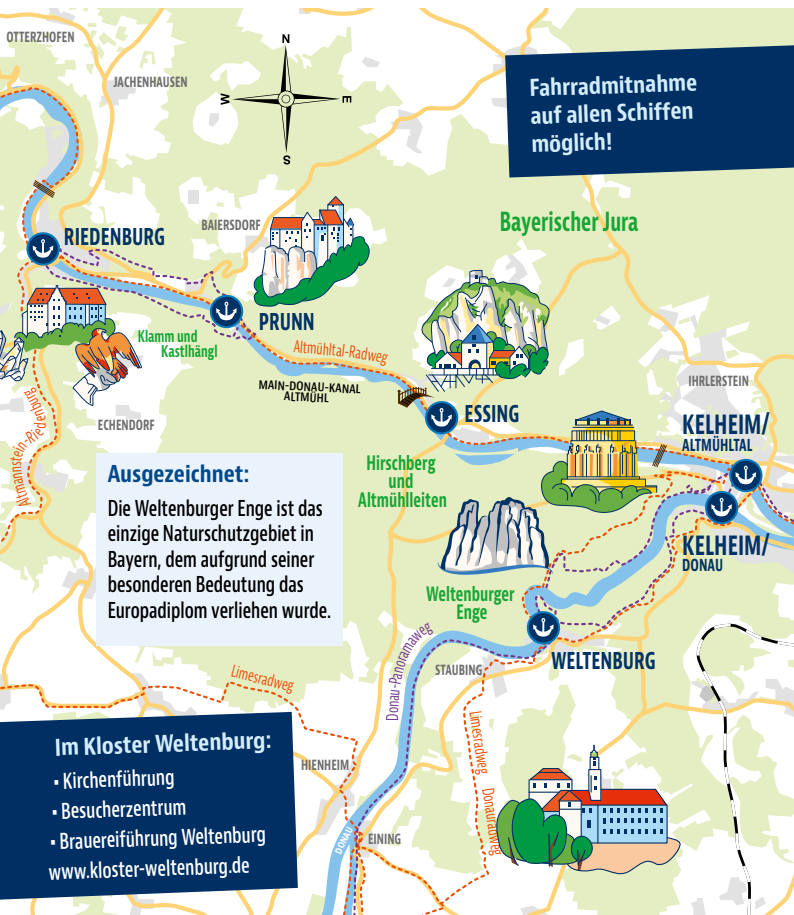 OTTERZHOFEN
JACHENHAUSEN
N
W
E
S
Fahrradmitnahme
auf allen Schiffen
möglich!
RIEDENBURG
BAIERSDORF
Bayerischer Jura
PRUNN
Klamm und
Kastlhängl
Altmühltal-Radweg
MAIN-DONAU-KANAL
ALTMÜHL
IHRLERSTEIN
ESSING
KELHEIM/
ALTMÜHLTAL
Altmannstein-Riedenburg
ECHENDORF
Hirschberg
und
Altmühlleiten
Ausgezeichnet:
Die Weltenburger Enge ist das
einzige Naturschutzgebiet in
Bayern, dem aufgrund seiner
besonderen Bedeutung das
Europadiplom verliehen wurde.
KELHEIM/
DONAU
Weltenburger
Enge
Donau-Panoramaweg
STAUBING
WELTENBURG
Limesradweg
Limesradweg Donauradweg
Im Kloster Weltenburg:
▪ Kirchenführung
▪ Besucherzentrum
▪ Brauereiführung Weltenburg
www.kloster-weltenburg.de
HIENHEIM
DONAU
EINING